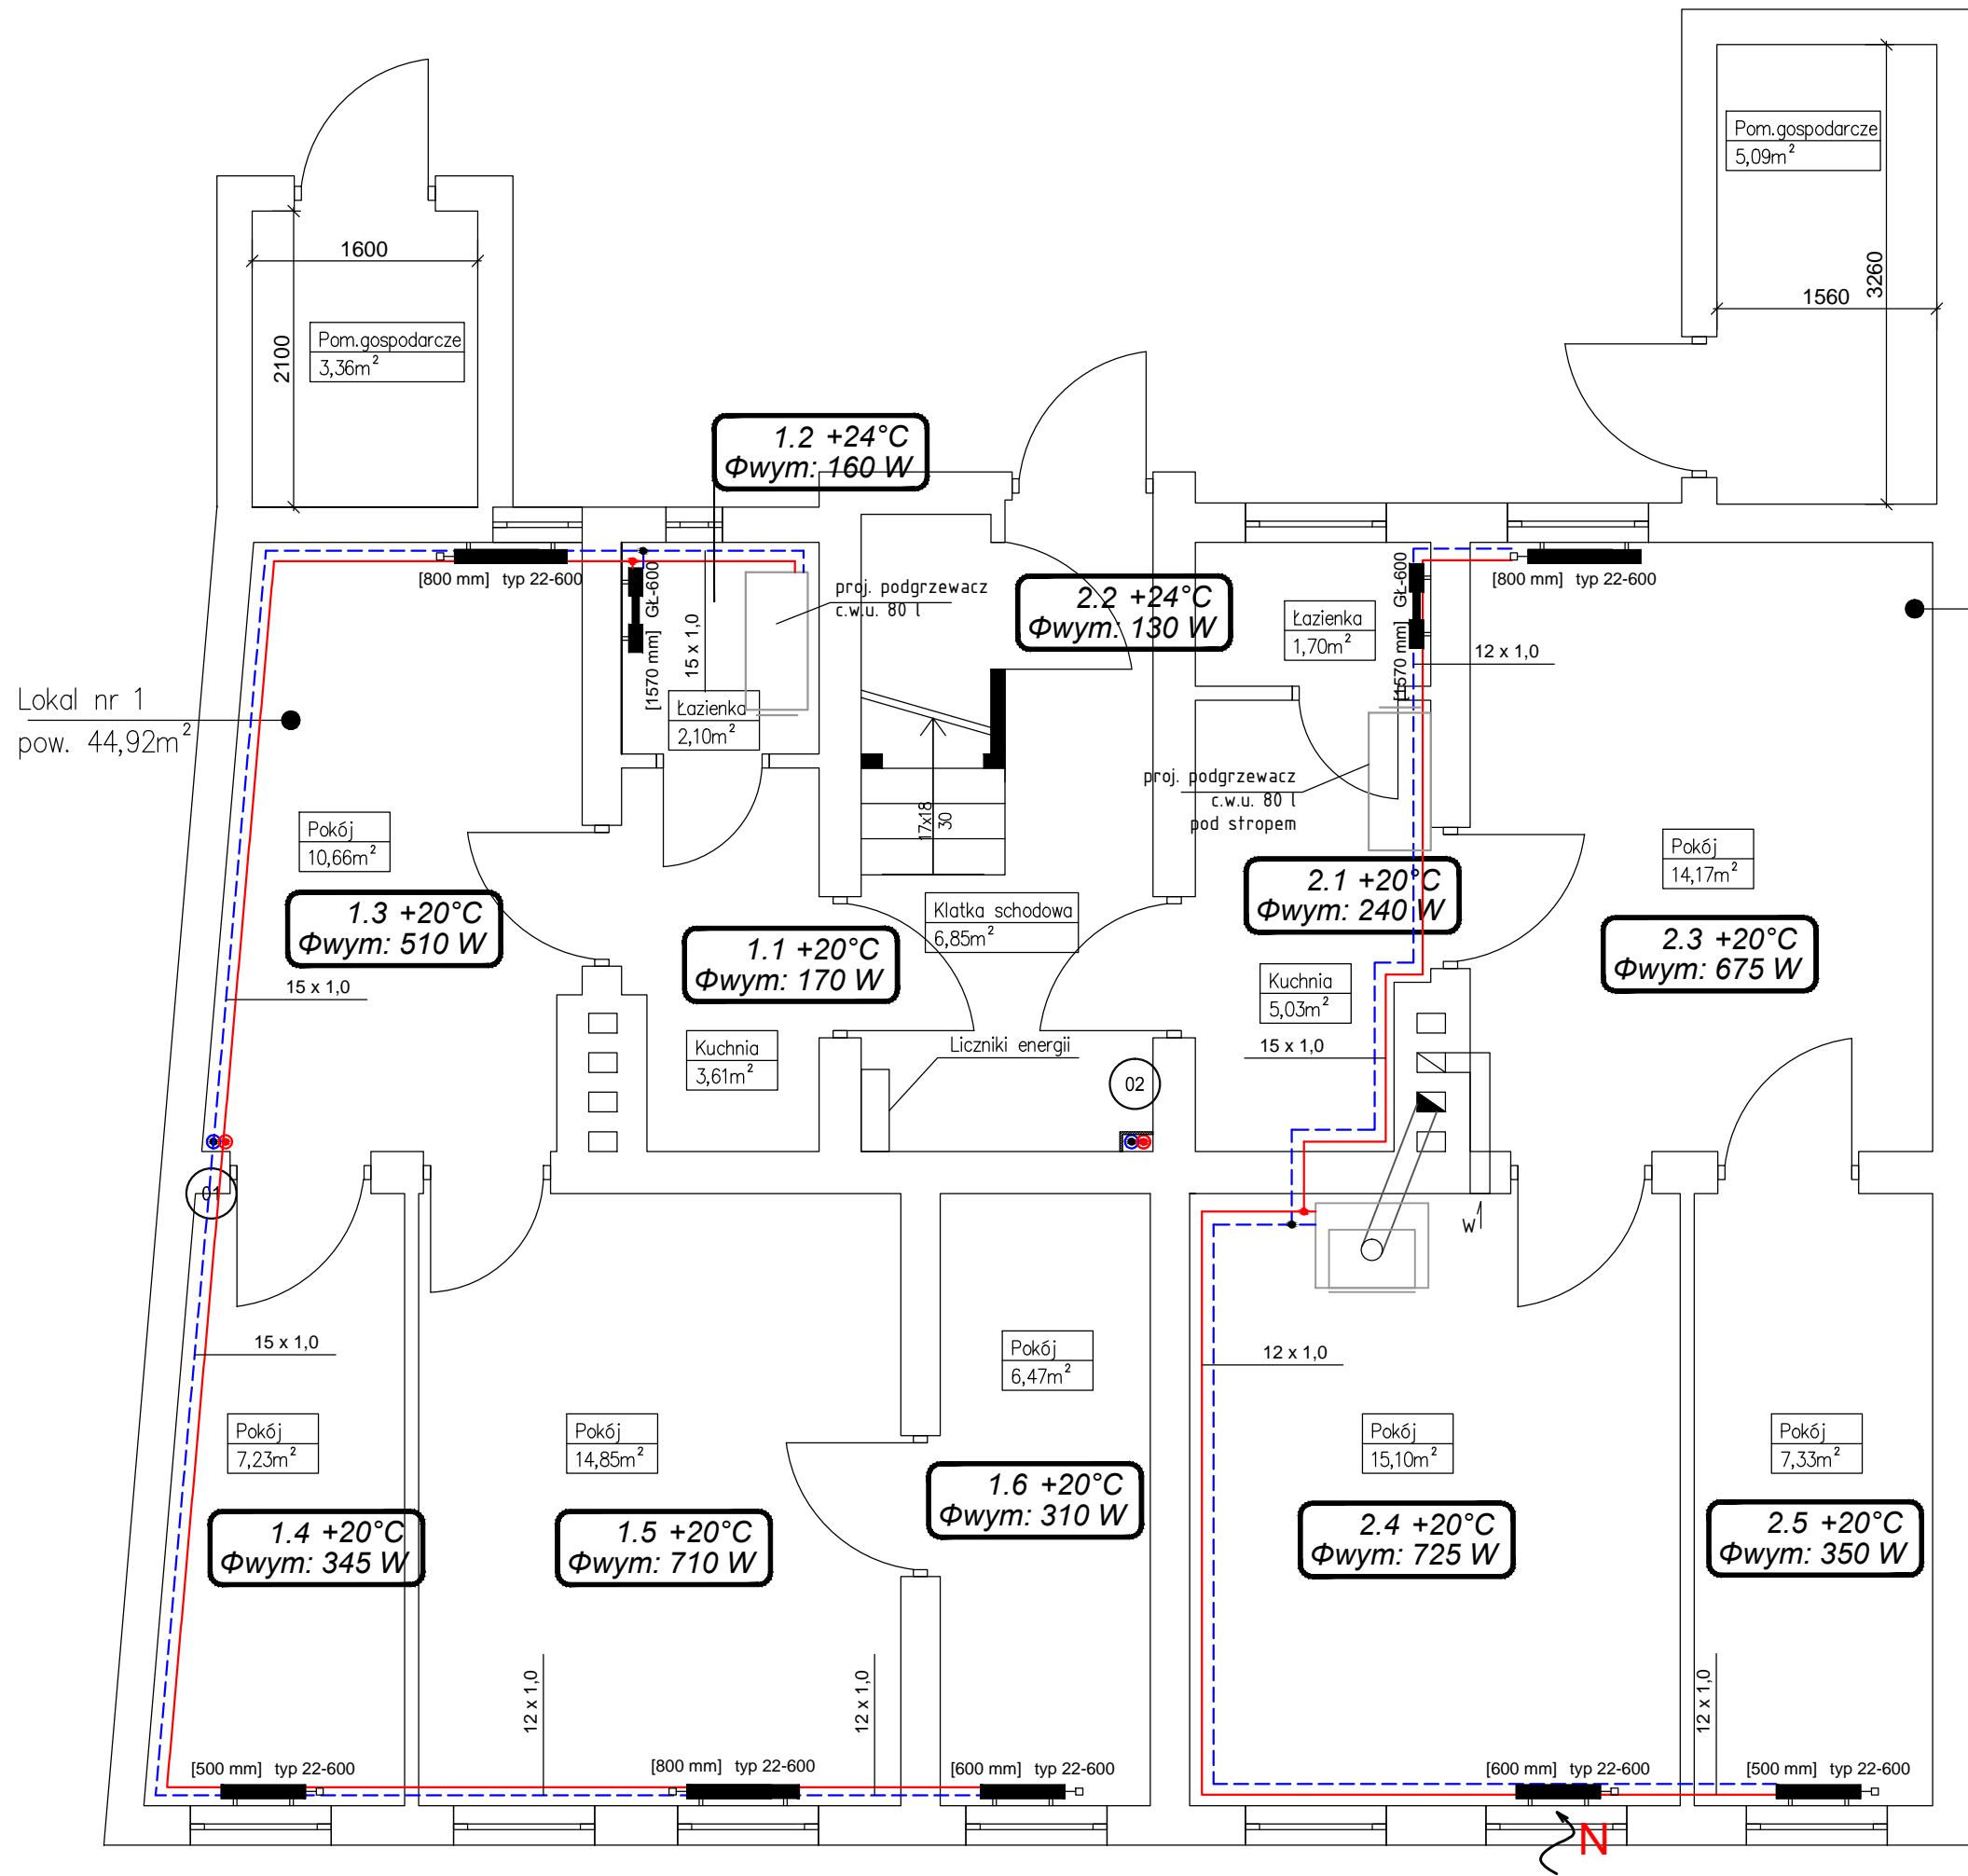 Pom.gospodarcze
5,09m²
1600
3260
1560
2100
Pom.gospodarcze
3,36m²
1.2 +24°C
Φwym: 160 W
[800 mm] typ 22-600
[1570 mm] GŁ-600
15 x 1,0
proj. podgrzewacz
c.w.u. 80 l
2.2 +24°C
Φwym: 130 W
Łazienka
1,70m²
[1570 mm] GŁ-600
[800 mm] typ 22-600
12 x 1,0
Lokal nr 1
pow. 44,92m²
Łazienka
2,10m²
proj. podgrzewacz
c.w.u. 80 l
pod stropem
17x18
30
Pokój
10,66m²
Pokój
14,17m²
1.3 +20°C
Φwym: 510 W
1.1 +20°C
Φwym: 170 W
Klatka schodowa
6,85m²
2.1 +20°C
Φwym: 240 W
2.3 +20°C
Φwym: 675 W
15 x 1,0
Kuchnia
5,03m²
Kuchnia
3,61m²
Liczniki energii
15 x 1,0
02
01
w
15 x 1,0
12 x 1,0
Pokój
6,47m²
Pokój
7,23m²
Pokój
14,85m²
Pokój
15,10m²
Pokój
7,33m²
1.6 +20°C
Φwym: 310 W
1.4 +20°C
Φwym: 345 W
1.5 +20°C
Φwym: 710 W
2.4 +20°C
Φwym: 725 W
2.5 +20°C
Φwym: 350 W
12 x 1,0
12 x 1,0
12 x 1,0
[500 mm] typ 22-600
[800 mm] typ 22-600
[600 mm] typ 22-600
[600 mm] typ 22-600
[500 mm] typ 22-600
N